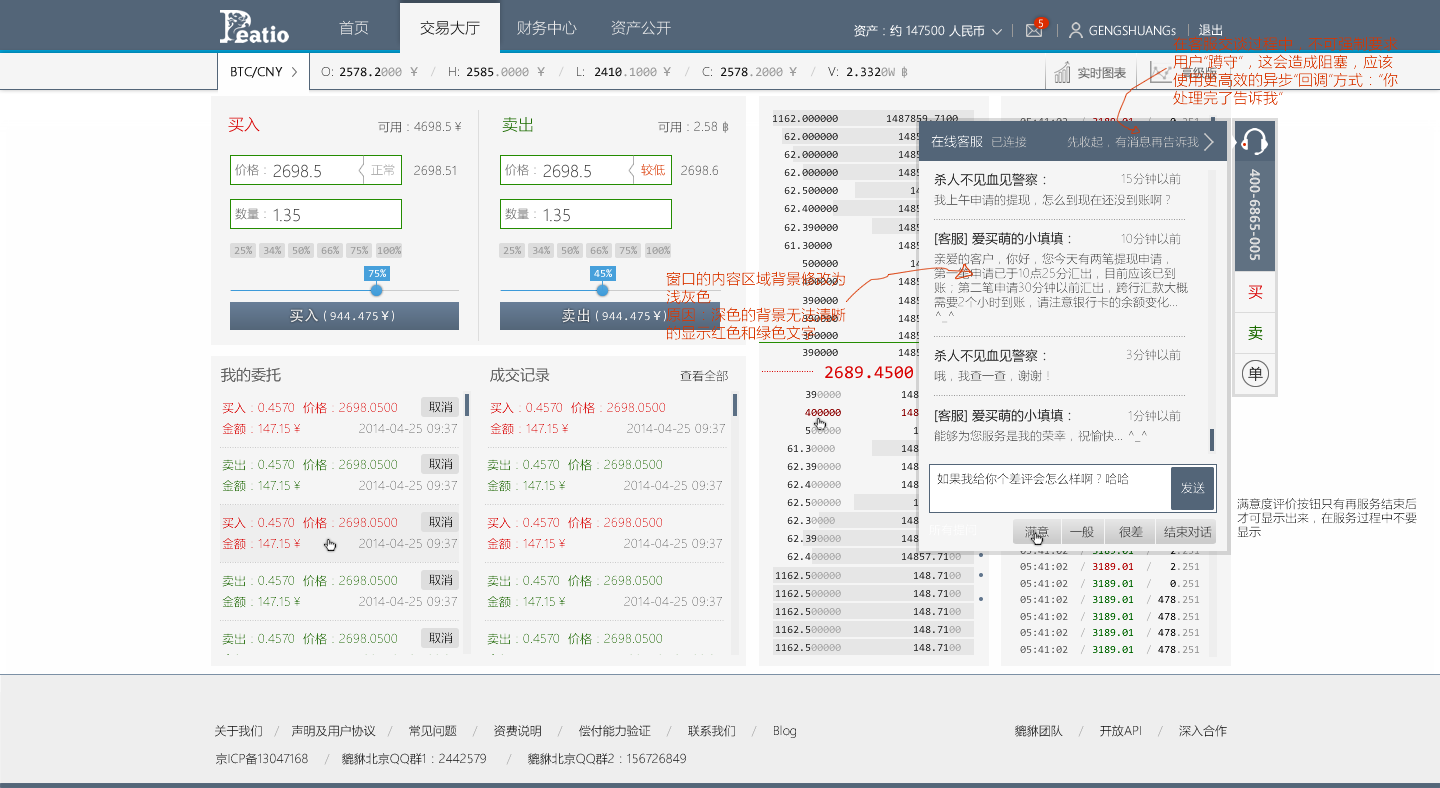 Peatio
首页 交易大厅 财务中心 资产公开
资产：约 147500 人民币 5 GENGSHUANGs 退出
BTC/CNY O: 2578.2000 ¥ / H: 2585.0000 ¥ / L: 2410.1000 ¥ / C: 2578.2000 ¥ / V: 2.3320W ฿
实时图表 高级版
用户“蹲守”，这会造成阻塞，应该
使用更高效的异步“回调”方式：“你
处理完了告诉我”
买入 可用：4698.5 ¥
价格： 2698.5 正常 2698.51
数量： 1.35
25% 34% 50% 66% 75% 100%
75%
买入 (944.475¥)
卖出 可用：2.58 ฿
价格： 2698.5 较低 2698.6
数量： 1.35
25% 34% 50% 66% 75% 100%
45%
卖出 (944.475¥)
窗口的内容区域背景修改为
浅灰色
原因：深色的背景无法清晰
的显示红色和绿色文字
我的委托
买入：0.4570 价格：2698.0500 取消
金额：147.15 ¥ 2014-04-25 09:37
卖出：0.4570 价格：2698.0500 取消
金额：147.15 ¥ 2014-04-25 09:37
买入：0.4570 价格：2698.0500 取消
金额：147.15 ¥ 2014-04-25 09:37
卖出：0.4570 价格：2698.0500 取消
金额：147.15 ¥ 2014-04-25 09:37
卖出：0.4570 价格：2698.0500 取消
成交记录 查看全部
买入：0.4570 价格：2698.0500
金额：147.15 ¥ 2014-04-25 09:37
卖出：0.4570 价格：2698.0500
金额：147.15 ¥ 2014-04-25 09:37
买入：0.4570 价格：2698.0500
金额：147.15 ¥ 2014-04-25 09:37
卖出：0.4570 价格：2698.0500
金额：147.15 ¥ 2014-04-25 09:37
卖出：0.4570 价格：2698.0500
1162.000000 1487859.7100
62.000000 1485
62.000000 1485
62.000000 1485
62.500000 1
62.400000 1485
62.390000 1485
61.30000 148
500000 1
400000 148
390000 1485
390000 1485
390000 1485
390000 1485
2689.4500
390000 148
400000 148
500000 1
61.30000 148
62.39000 148
62.40000 148
62.50000 1
62.30000 148
62.39000 148
62.40000 14857.7100
1162.500000 148.7100
1162.500000 148.7100
1162.500000 148.7100
1162.500000 148.7100
1162.500000 148.7100
在线客服 已连接 先收起，有消息再告诉我
杀人不见血见警察： 15分钟以前
我上午申请的提现，怎么到现在还没到账啊？
[客服] 爱买萌的小填填： 10分钟以前
亲爱的客户，你好，您今天有两笔提现申请，
第一笔申请已于10点25分汇出，目前应该已到
账；第二笔申请30分钟以前汇出，跨行汇款大概
需要2个小时到账，请注意银行卡的余额变化...
^_^
杀人不见血见警察： 3分钟以前
哦，我查一查，谢谢！
[客服] 爱买萌的小填填： 1分钟以前
能够为您服务是我的荣幸，祝愉快... ^_^
如果我给你个差评会怎么样啊？哈哈
发送
满意 一般 很差 结束对话
400-6865-005
买
卖
单
满意度评价按钮只有再服务结束后
才可显示出来，在服务过程中不要
显示
05:41:02 / 3189.01 / 2.251
05:41:02 / 3189.01 / 0.251
05:41:02 / 3189.01 / 478.251
05:41:02 / 3189.01 / 478.251
05:41:02 / 3189.01 / 478.251
05:41:02 / 3189.01 / 478.251
关于我们 / 声明及用户协议 / 常见问题 / 资费说明 / 偿付能力验证 / 联系我们 / Blog
貔貅团队 / 开放API / 深入合作
京ICP备13047168 / 貔貅北京QQ群1：2442579 / 貔貅北京QQ群2：156726849